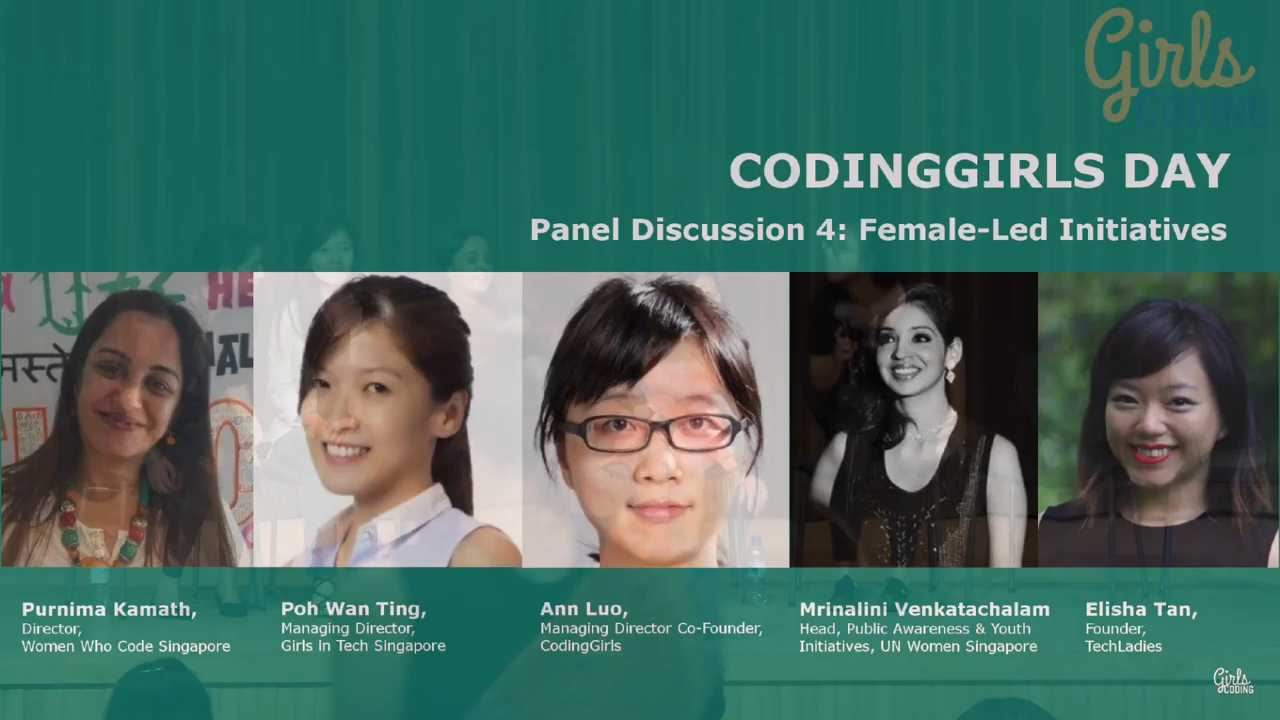 Girls
CODING
CODINGGIRLS DAY
Panel Discussion 4: Female-Led Initiatives
HE
मस्ते
Purnima Kamath,
Director,
Women Who Code Singapore
Poh Wan Ting,
Managing Director,
Girls in Tech Singapore
Ann Luo,
Managing Director Co-Founder,
CodingGirls
Mrinalini Venkatachalam
Head, Public Awareness & Youth
Initiatives, UN Women Singapore
Elisha Tan,
Founder,
TechLadies
Girls
CODING